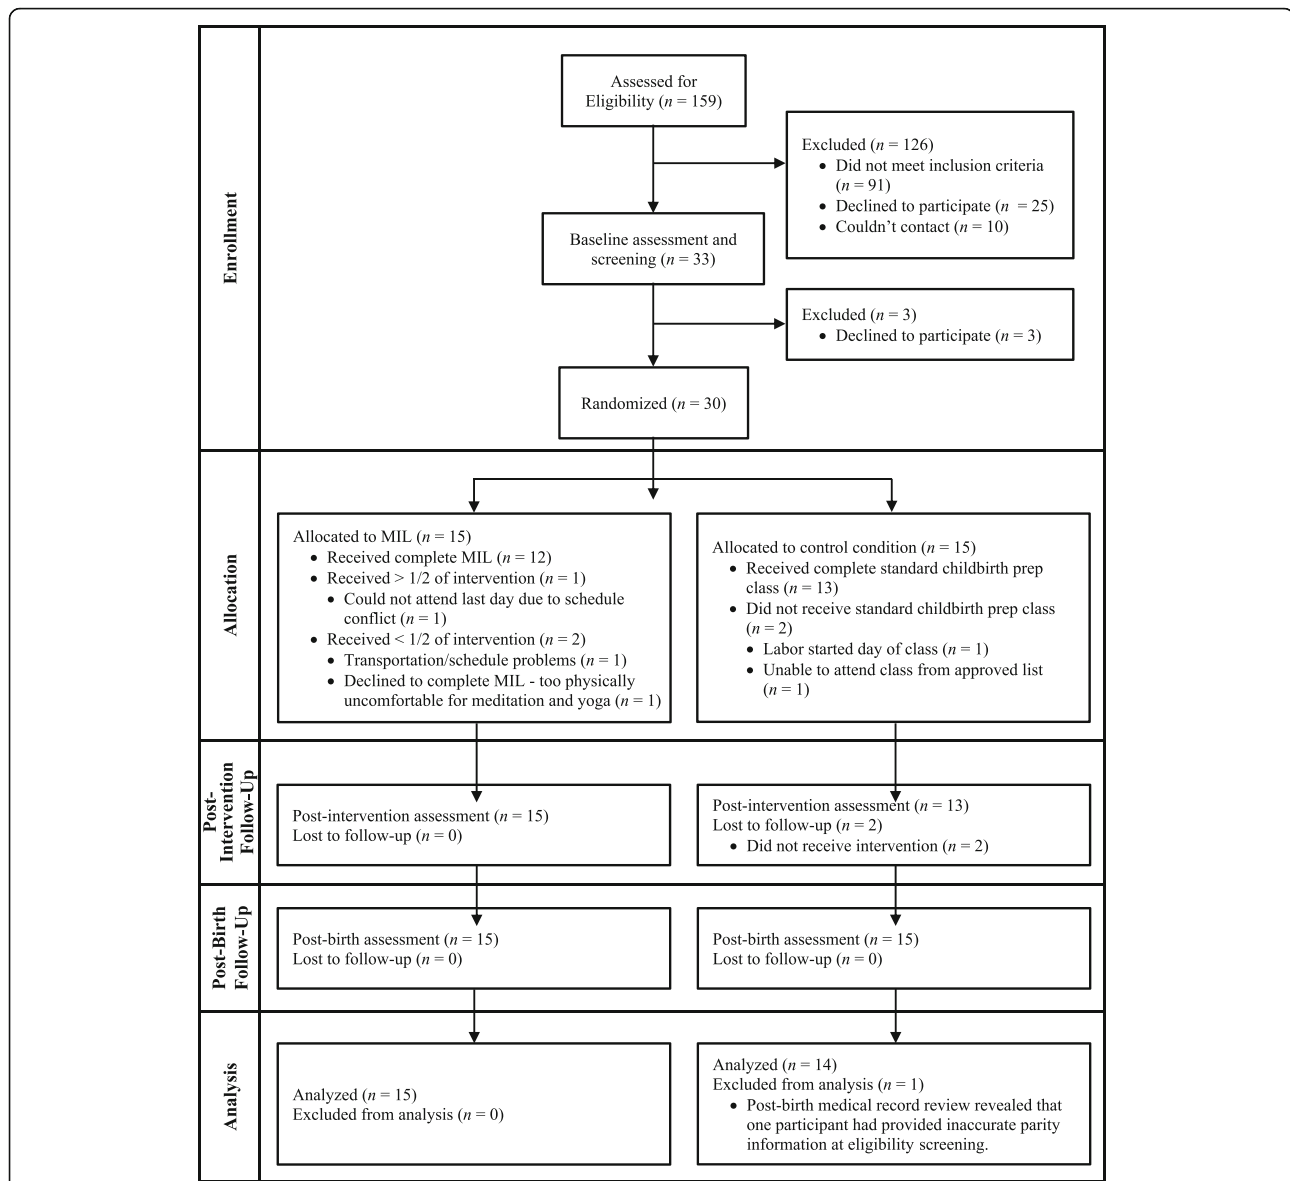 Enrollment
Assessed for
Eligibility (n = 159)
Excluded (n = 126)
• Did not meet inclusion criteria
(n = 91)
• Declined to participate (n = 25)
• Couldn't contact (n = 10)
Baseline assessment and
screening (n = 33)
Excluded (n = 3)
• Declined to participate (n = 3)
Randomized (n = 30)
Allocation
Allocated to MIL (n = 15)
• Received complete MIL (n = 12)
• Received > 1/2 of intervention (n = 1)
• Could not attend last day due to schedule
conflict (n = 1)
• Received < 1/2 of intervention (n = 2)
• Transportation/schedule problems (n = 1)
• Declined to complete MIL - too physically
uncomfortable for meditation and yoga (n = 1)
Allocated to control condition (n = 15)
• Received complete standard childbirth prep
class (n = 13)
• Did not receive standard childbirth prep class
(n = 2)
• Labor started day of class (n = 1)
• Unable to attend class from approved list
(n = 1)
Post-
Intervention
Follow-Up
Post-intervention assessment (n = 15)
Lost to follow-up (n = 0)
Post-intervention assessment (n = 13)
Lost to follow-up (n = 2)
• Did not receive intervention (n = 2)
Post-Birth
Follow-Up
Post-birth assessment (n = 15)
Lost to follow-up (n = 0)
Post-birth assessment (n = 15)
Lost to follow-up (n = 0)
Analysis
Analyzed (n = 15)
Excluded from analysis (n = 0)
Analyzed (n = 14)
Excluded from analysis (n = 1)
• Post-birth medical record review revealed that
one participant had provided inaccurate parity
information at eligibility screening.